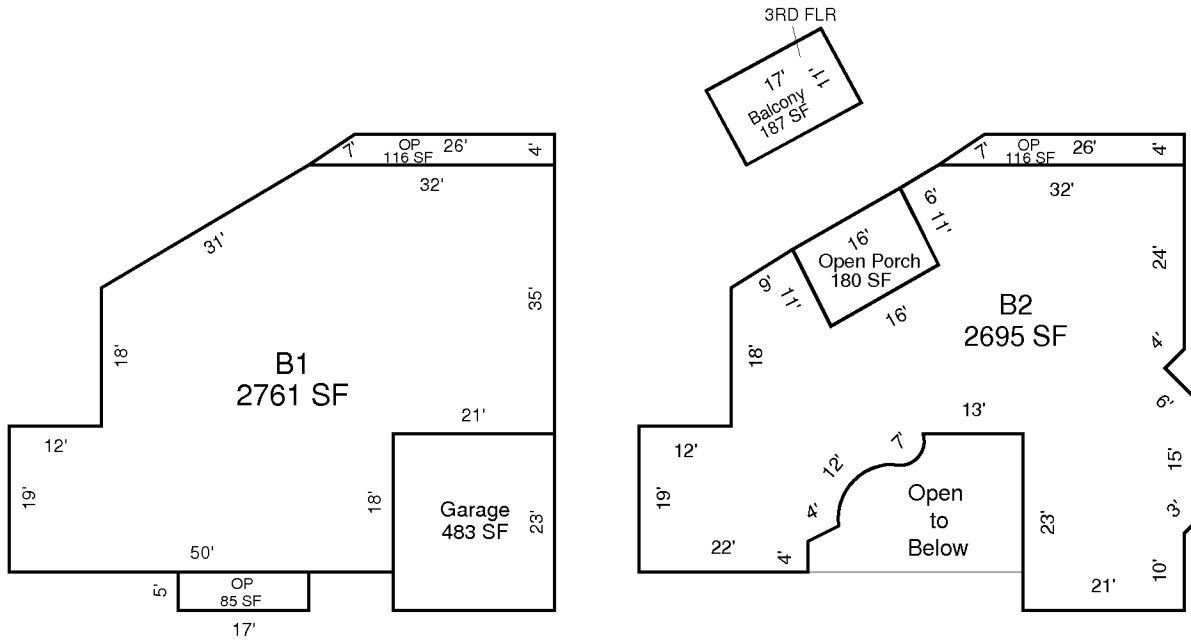 3RD FLR
17'
11'
Balcony
187 SF
7'
OP
116 SF
26'
4'
32'
31'
35'
18'
B1
2761 SF
12'
21'
19'
18'
Garage
483 SF
23'
50'
5'
OP
85 SF
17'
7'
OP
116 SF
26'
4'
32'
6'
11'
16'
Open Porch
180 SF
9'
11'
16'
24'
B2
2695 SF
18'
4'
6'
13'
12'
7'
12'
15'
19'
4'
Open
to
Below
23'
3'
22'
4'
10'
21'